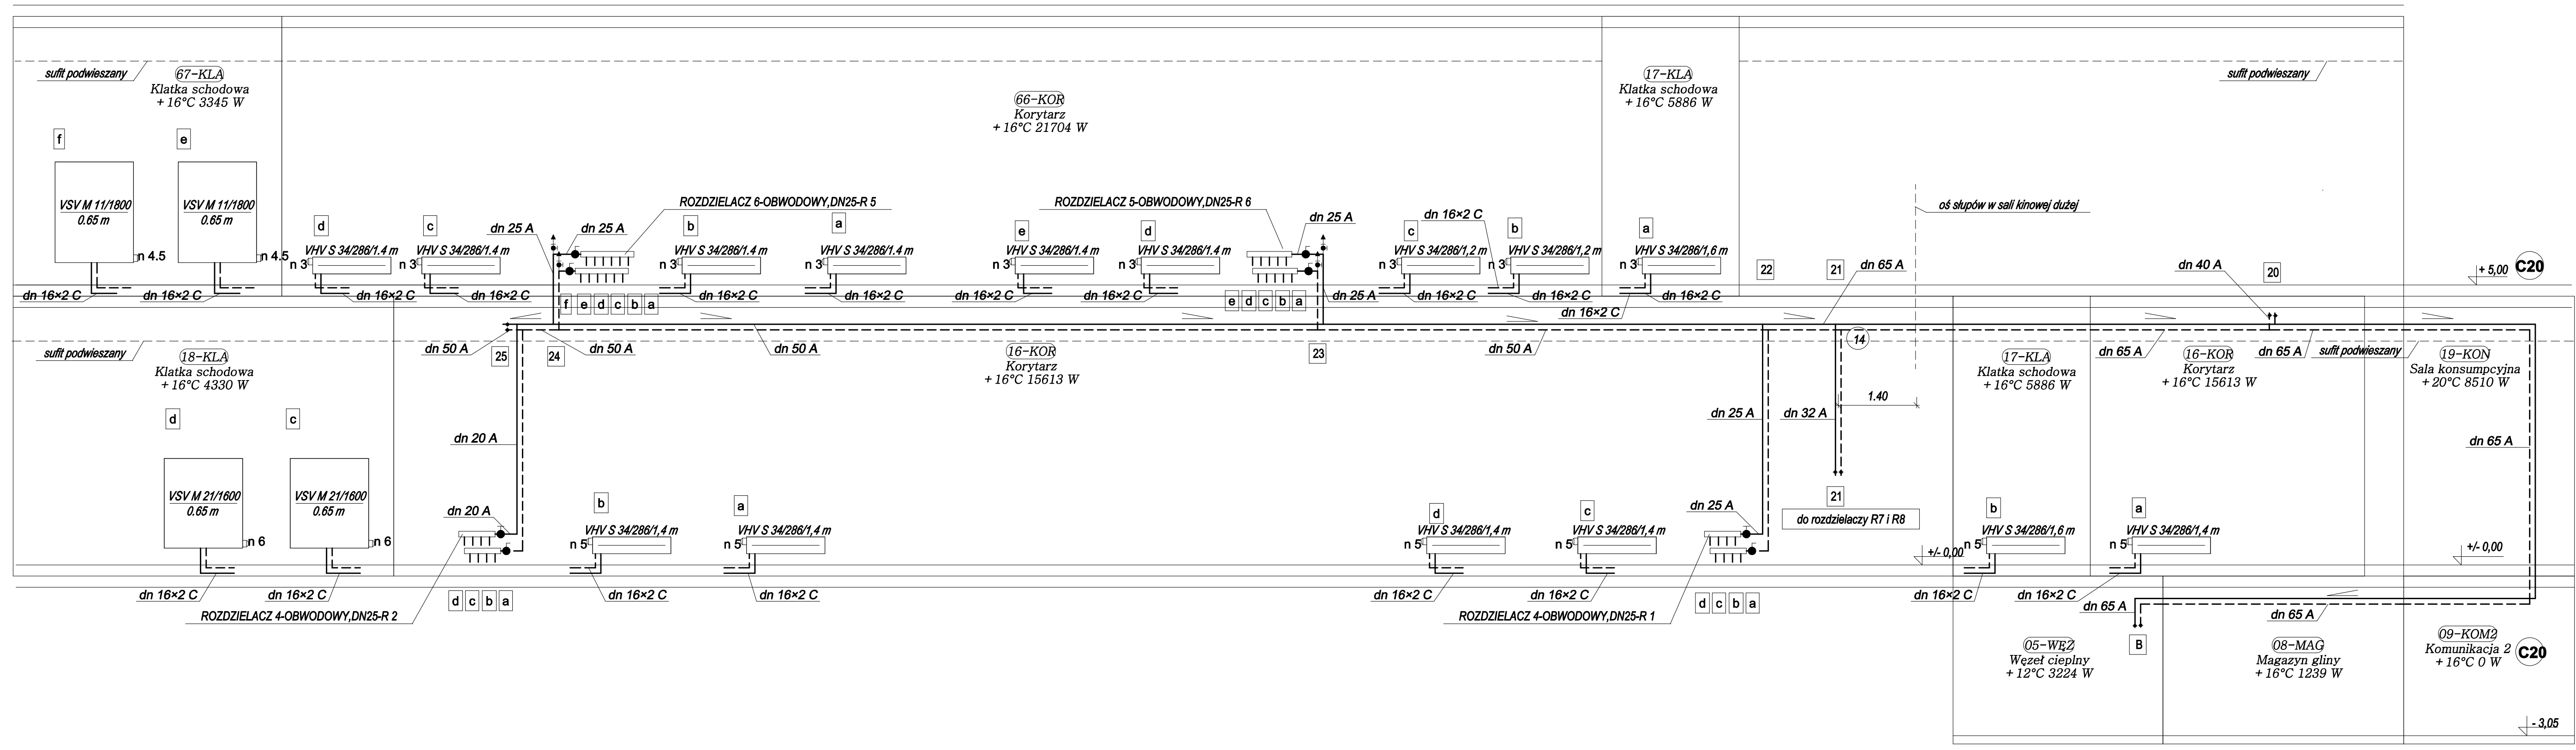 sufit podwieszany
67-KLA
Klatka schodowa
+16°C 3345 W
66-KOR
Korytarz
+16°C 21704 W
17-KLA
Klatka schodowa
+16°C 5886 W
sufit podwieszany
f
e
VSV M 11/1800
0.65 m
n 4.5
VSV M 11/1800
0.65 m
n 4.5
d
VHV S 34/286/1.4 m
n 3
c
VHV S 34/286/1.4 m
n 3
dn 25 A
dn 25 A
ROZDZIELACZ 6-OBWODOWY,DN25-R 5
b
VHV S 34/286/1.4 m
n 3
a
VHV S 34/286/1.4 m
n 3
ROZDZIELACZ 5-OBWODOWY,DN25-R 6
e
VHV S 34/286/1.4 m
n 3
d
VHV S 34/286/1.4 m
n 3
dn 25 A
c
VHV S 34/286/1,2 m
n 3
dn 16×2 C
b
VHV S 34/286/1,2 m
n 3
a
VHV S 34/286/1,6 m
n 3
oś słupów w sali kinowej dużej
22
21
dn 65 A
dn 40 A
20
+ 5,00
C20
dn 16×2 C
dn 16×2 C
dn 16×2 C
dn 16×2 C
f e d c b a
dn 16×2 C
dn 16×2 C
dn 16×2 C
dn 16×2 C
e d c b a
dn 25 A
dn 16×2 C
dn 16×2 C
dn 16×2 C
dn 16×2 C
sufit podwieszany
18-KLA
Klatka schodowa
+16°C 4330 W
dn 50 A
25
24
dn 50 A
dn 50 A
16-KOR
Korytarz
+16°C 15613 W
23
dn 50 A
14
17-KLA
Klatka schodowa
+16°C 5886 W
dn 65 A
16-KOR
Korytarz
+16°C 15613 W
dn 65 A
sufit podwieszany
19-KON
Sala konsumpcyjna
+20°C 8510 W
1.40
d
c
dn 20 A
dn 25 A
dn 32 A
dn 65 A
VSV M 21/1600
0.65 m
n 6
VSV M 21/1600
0.65 m
n 6
dn 20 A
b
VHV S 34/286/1,4 m
n 5
a
VHV S 34/286/1,4 m
n 5
d
VHV S 34/286/1,4 m
n 5
c
VHV S 34/286/1,4 m
n 5
dn 25 A
21
do rozdzielaczy R7 i R8
+/- 0,00
b
VHV S 34/286/1,6 m
n 5
a
VHV S 34/286/1,4 m
n 5
+/- 0,00
dn 16×2 C
dn 16×2 C
d c b a
dn 16×2 C
dn 16×2 C
dn 16×2 C
dn 16×2 C
d c b a
dn 16×2 C
dn 16×2 C
ROZDZIELACZ 4-OBWODOWY,DN25-R 2
ROZDZIELACZ 4-OBWODOWY,DN25-R 1
dn 65 A
dn 65 A
05-WĘZ
Węzeł cieplny
+12°C 3224 W
B
08-MAG
Magazyn gliny
+16°C 1239 W
09-KOM2
Komunikacja 2
+16°C 0 W
C20
- 3,05